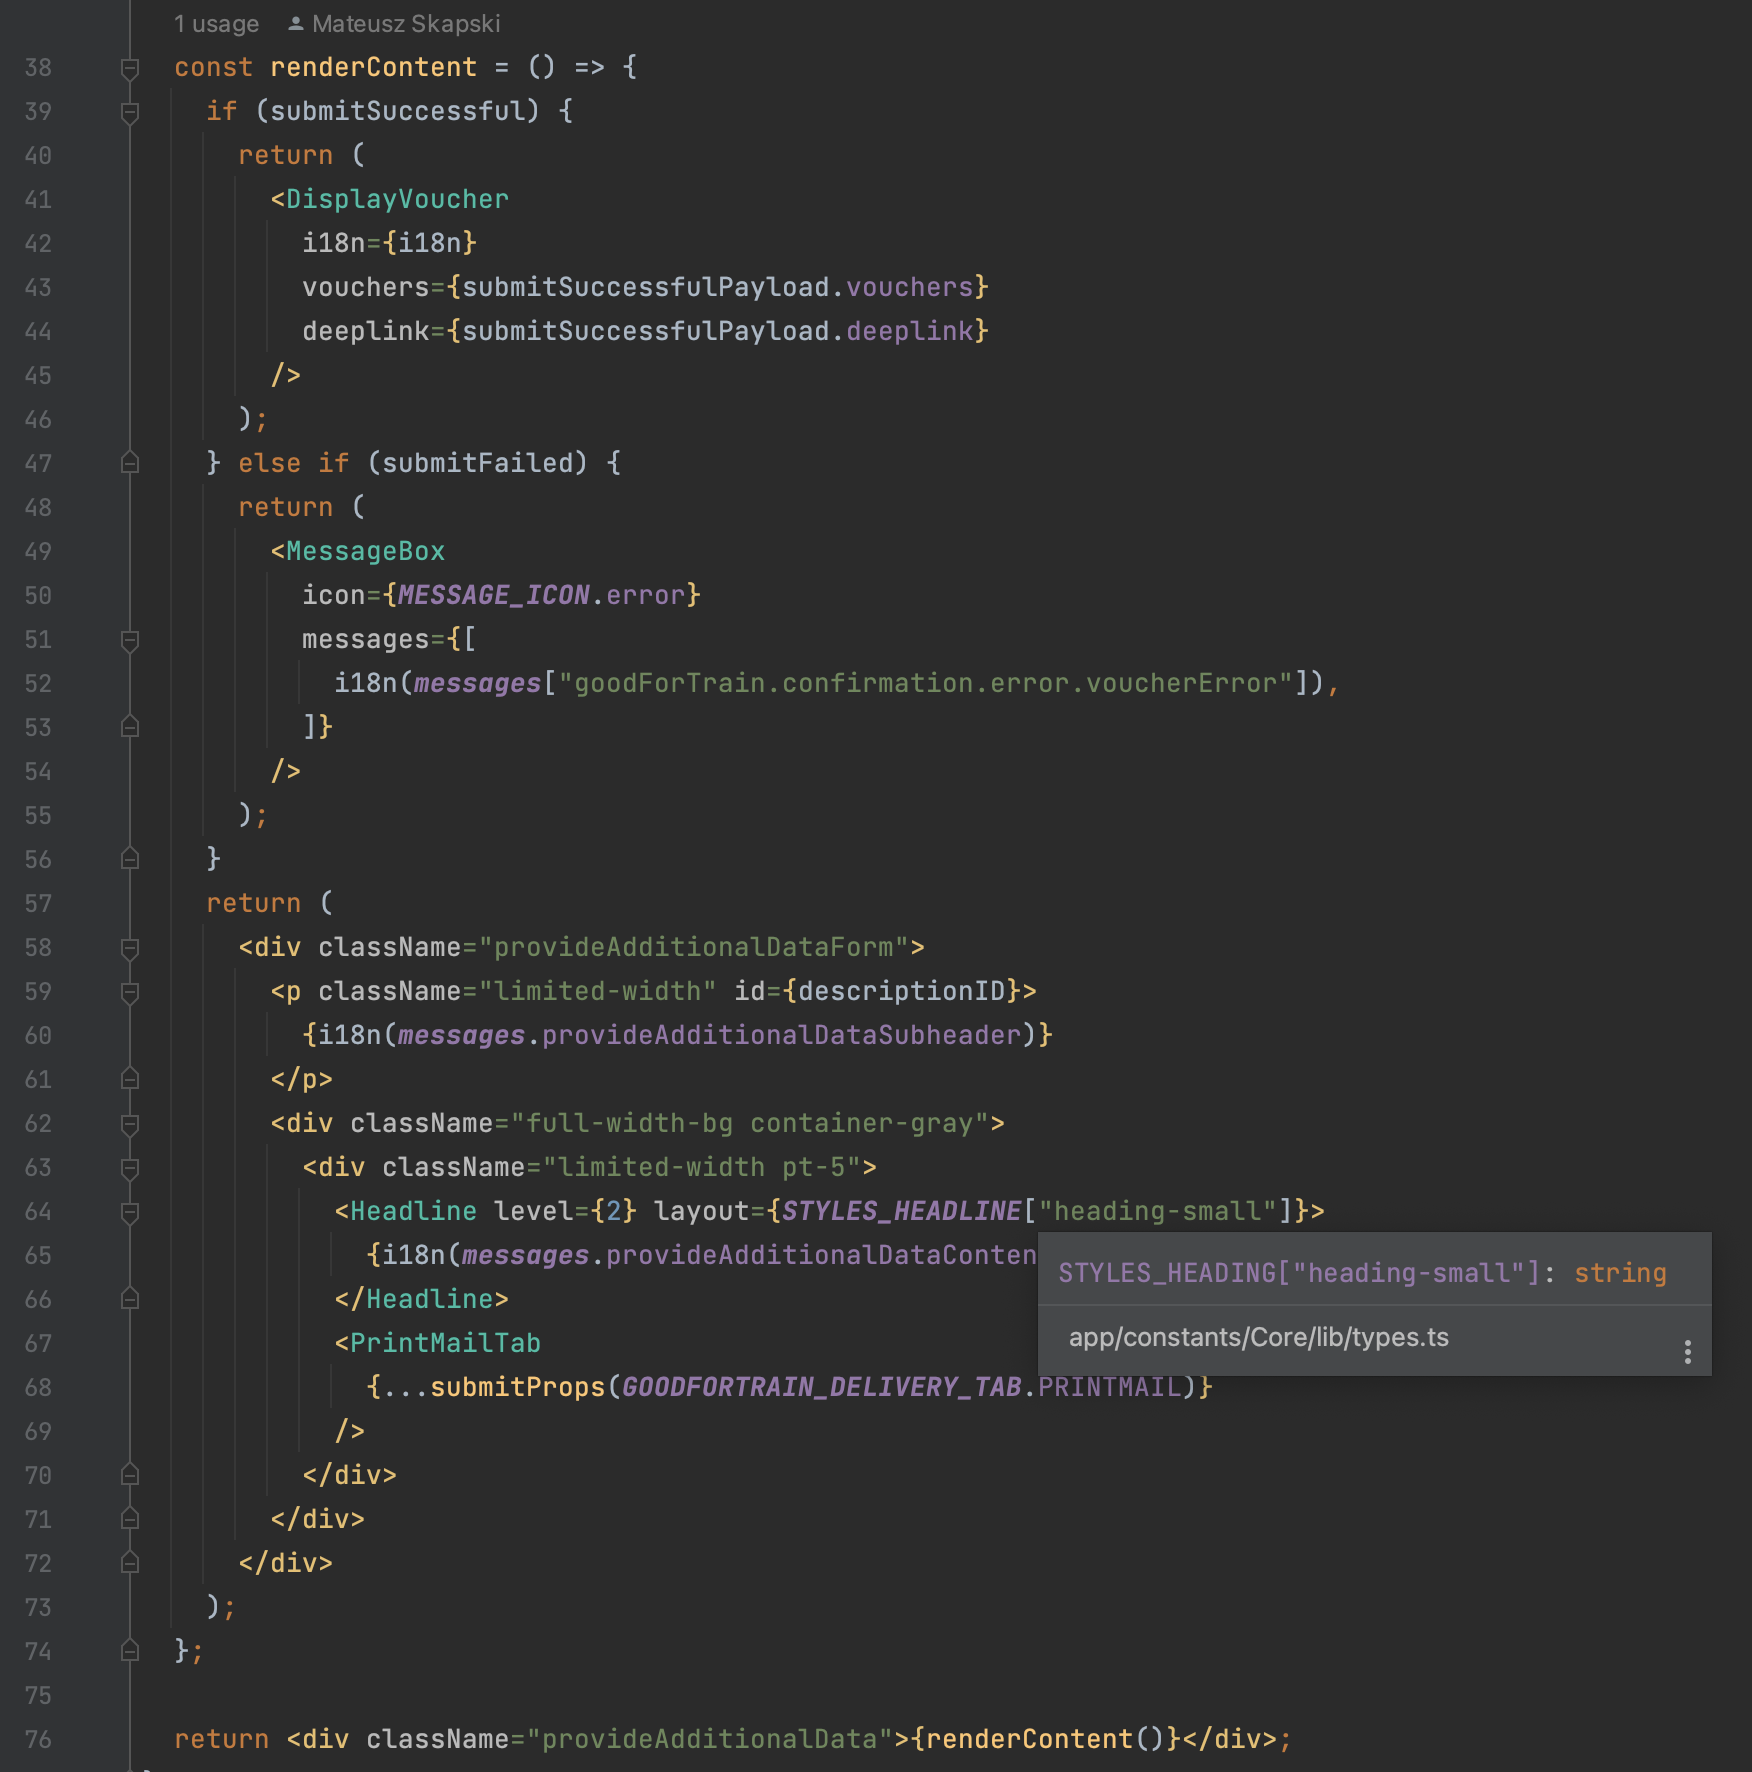 1 usage Mateusz Skapski
38 const renderContent = () => {
39 if (submitSuccessful) {
40 return (
41 <DisplayVoucher
42 i18n={i18n}
43 vouchers={submitSuccessfulPayload.vouchers}
44 deeplink={submitSuccessfulPayload.deeplink}
45 />
46 );
47 } else if (submitFailed) {
48 return (
49 <MessageBox
50 icon={MESSAGE_ICON.error}
51 messages={[
52 i18n(messages["goodForTrain.confirmation.error.voucherError"]),
53 ]}
54 />
55 );
56 }
57 return (
58 <div className="provideAdditionalDataForm">
59 <p className="limited-width" id={descriptionID}>
60 {i18n(messages.provideAdditionalDataSubheader)}
61 </p>
62 <div className="full-width-bg container-gray">
63 <div className="limited-width pt-5">
64 <Headline level={2} layout={STYLES_HEADLINE["heading-small"]}>
65 {i18n(messages.provideAdditionalDataConten
STYLES_HEADING["heading-small"]: string
66 </Headline>
67 <PrintMailTab
app/constants/Core/lib/types.ts
68 {...submitProps(GOODFORTRAIN_DELIVERY_TAB.PRINTMAIL)}
69 />
70 </div>
71 </div>
72 </div>
73 );
74 };
75
76 return <div className="provideAdditionalData">{renderContent()}</div>;